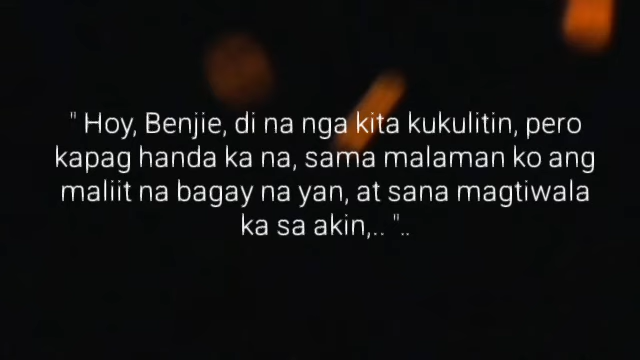 " Hoy, Benjie, di na nga kita kukulitin, pero
kapag handa ka na, sama malaman ko ang
maliit na bagay na yan, at sana magtiwala
ka sa akin,.. "..